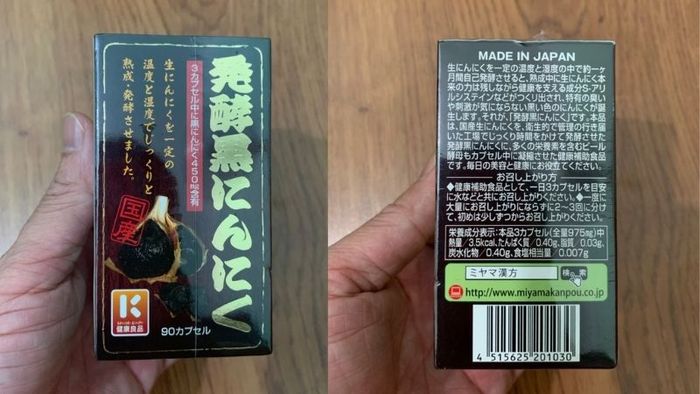 発酵黒にんにく
3カプセル中に黒にんにく450mg含有
生にんにくを一定の
温度と湿度でじっくりと
熟成・発酵させました。
国産
K
健康良品
90カプセル
MADE IN JAPAN
生にんにくを一定の温度と湿度の中で約一ヶ
月間自己発酵させると、熟成中に生にんにく本
来の力は残しながら健康を支える成分S-アリ
ルシステインなどがつくり出され、特有の臭い
や刺激が気にならない黒い色のにんにくが誕
生します。それが、「発酵黒にんにく」です。本品
は、国産生にんにくを、衛生的で管理の行き届
いた工場でじっくり時間をかけて発酵させた
発酵黒にんにくに、多くの栄養素を含むビール
酵母もカプセル中に凝縮させた健康補助食品
です。毎日の美容と健康にお役立てください。
お召し上がり方
◆健康補助食品として、一日3カプセルを目安
に水などと共にお召し上がりください。◆一度に
大量にお召し上がりにならずに2~3回に分け
て、初めは少しずつからお召し上がりください。
栄養成分表示:本品3カプセル(全量975mg)中
熱量/3.5kcal、たんぱく質/0.40g、脂質/0.03g、
炭水化物/0.40g、食塩相当量/0.007g
ミヤマ漢方 検索
http://www.miyamakanpou.co.jp
4 515625 201030